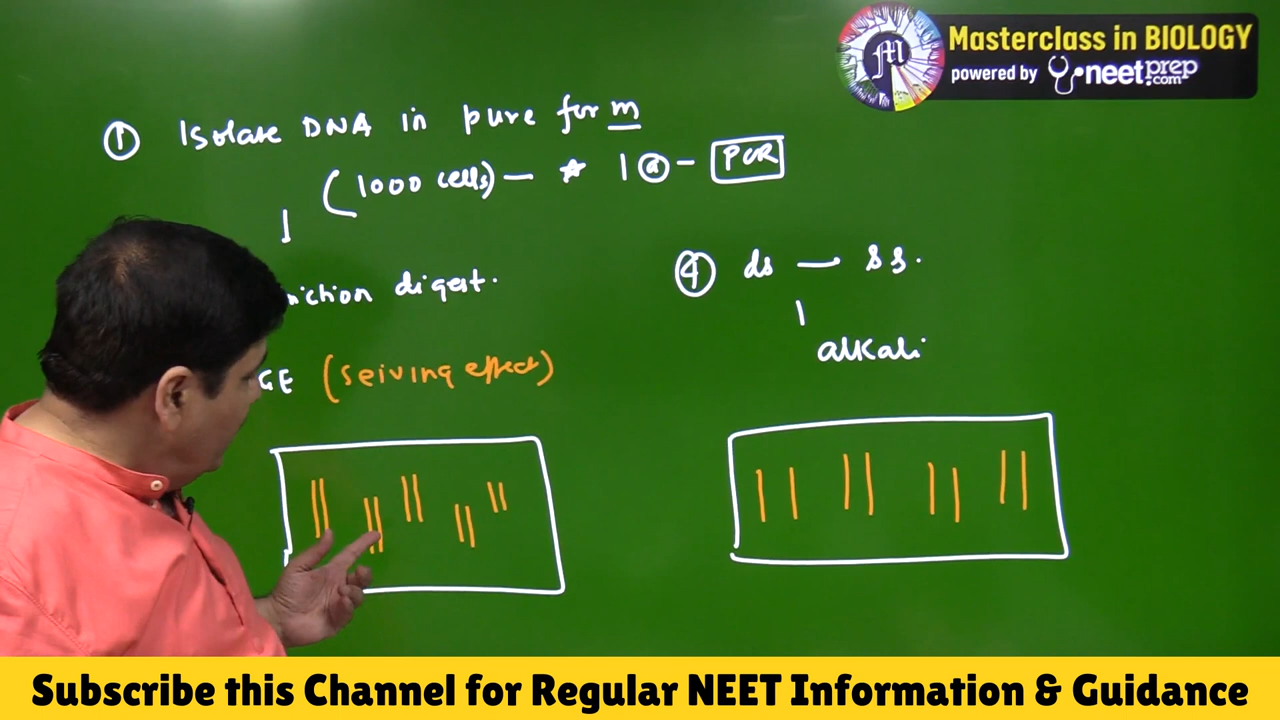 Masterclass in BIOLOGY
powered by neetprep.com
M
① Isolate DNA in pure form
(1000 cells) — * 1 @ — PCR
digest.
GE (seiving effect)
④ ds — ss.
alkali
Subscribe this Channel for Regular NEET Information & Guidance